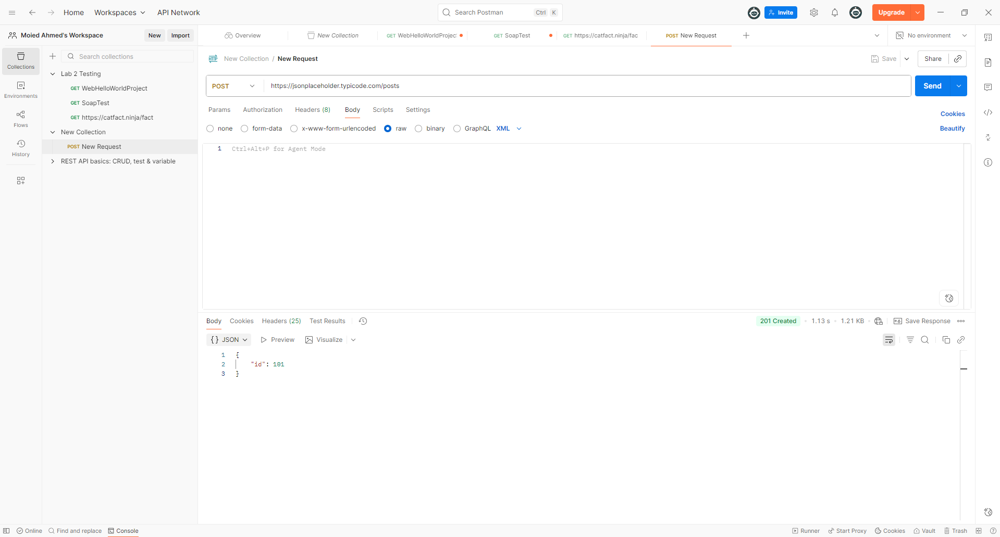 Home Workspaces API Network Search Postman Ctrl K Invite Upgrade
Moied Ahmed's Workspace New Import Overview New Collection GET WebHelloWorldProjec GET SoapTest GET https://catfact.ninja/fac POST New Request No environment
Collections
Environments
Flows
History
Search collections
Lab 2 Testing
GET WebHelloWorldProject
GET SoapTest
GET https://catfact.ninja/fact
New Collection
POST New Request
REST API basics: CRUD, test & variable
HTTP New Collection / New Request Save Share
POST https://jsonplaceholder.typicode.com/posts Send
Params Authorization Headers (8) Body Scripts Settings Cookies
none form-data x-www-form-urlencoded raw binary GraphQL XML Beautify
1 Ctrl+Alt+P for Agent Mode
Body Cookies Headers (25) Test Results 201 Created • 1.13 s • 1.21 KB • e.g. Save Response
{} JSON Preview Visualize
1 {
2 "id": 101
3 }
Online Find and replace Console Runner Start Proxy Cookies Vault Trash